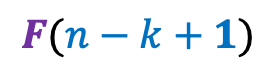 F(n − k + 1)